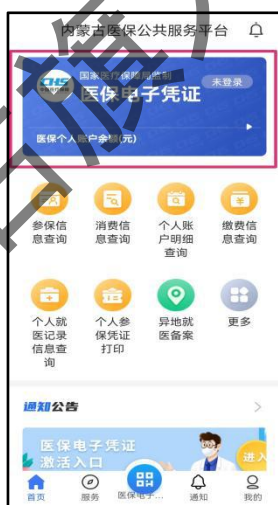 内蒙古医保公共服务平台
国家医疗保障局监制
未登录
CHS
医保电子凭证
医保个人账户余额(元)
参保信
息查询
消费信
息查询
个人账
户明细
查询
缴费信
息查询
个人就
医记录
信息查
询
个人参
保凭证
打印
异地就
医备案
更多
通知公告
医保电子凭证
激活入口
进入
首页
服务
医保电子...
通知
我的